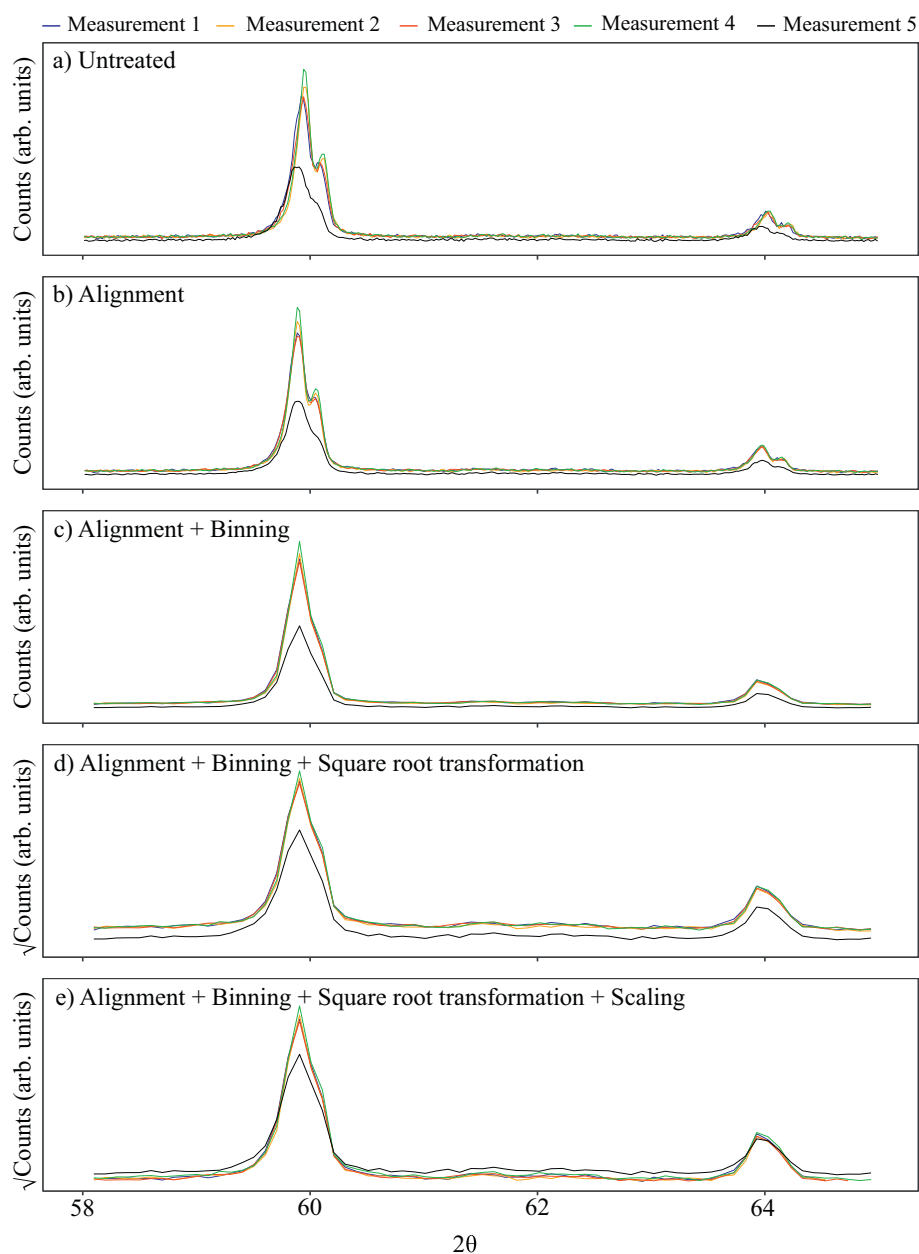 Measurement 1 Measurement 2 Measurement 3 Measurement 4 Measurement 5
a) Untreated
Counts (arb. units)
b) Alignment
Counts (arb. units)
c) Alignment + Binning
Counts (arb. units)
d) Alignment + Binning + Square root transformation
√Counts (arb. units)
e) Alignment + Binning + Square root transformation + Scaling
√Counts (arb. units)
58 60 62 64
2θ